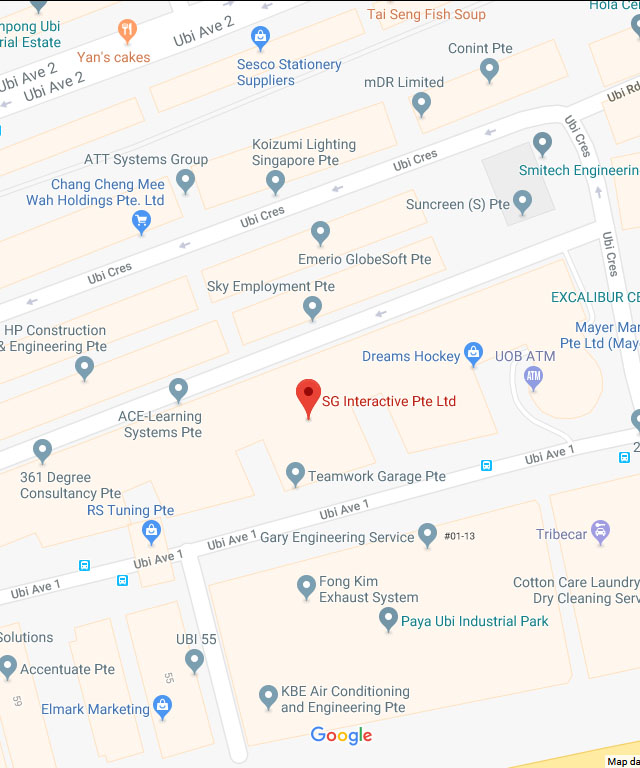 Hola Ce
npong Ubi
rial Estate
Tai Seng Fish Soup
Yan's cakes
Ubi Ave 2
Sesco Stationery
Suppliers
Conint Pte
Ubi Ave 2
Ubi Ave 2
mDR Limited
Ubi Rd
Ubi Cres
Koizumi Lighting
Singapore Pte
ATT Systems Group
Ubi Cres
Smitech Engineerin
Chang Cheng Mee
Wah Holdings Pte. Ltd
Suncreen (S) Pte
Ubi Cres
Ubi Cres
Emerio GlobeSoft Pte
Ubi Cres
Sky Employment Pte
EXCALIBUR CE
HP Construction
& Engineering Pte
Mayer Mar
Pte Ltd (Maye
Dreams Hockey
UOB ATM
ATM
SG Interactive Pte Ltd
ACE-Learning
Systems Pte
2
Ubi Ave 1
361 Degree
Consultancy Pte
Teamwork Garage Pte
RS Tuning Pte
Ubi Ave 1
Ubi Ave 1
Gary Engineering Service
#01-13
Tribecar
Ubi Ave 1
Ubi Ave 1
Fong Kim
Exhaust System
Cotton Care Laundry
Dry Cleaning Serv
Paya Ubi Industrial Park
Solutions
UBI 55
Accentuate Pte
55
59
Elmark Marketing
KBE Air Conditioning
and Engineering Pte
Google
Map da